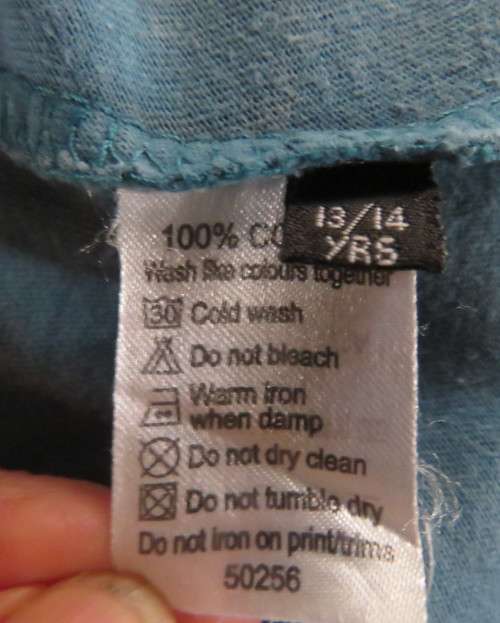 13/14
YRS
100% CO
Wash like colours together
30 Cold wash
Do not bleach
Warm iron
when damp
Do not dry clean
Do not tumble dry
Do not iron on print/trims
50256